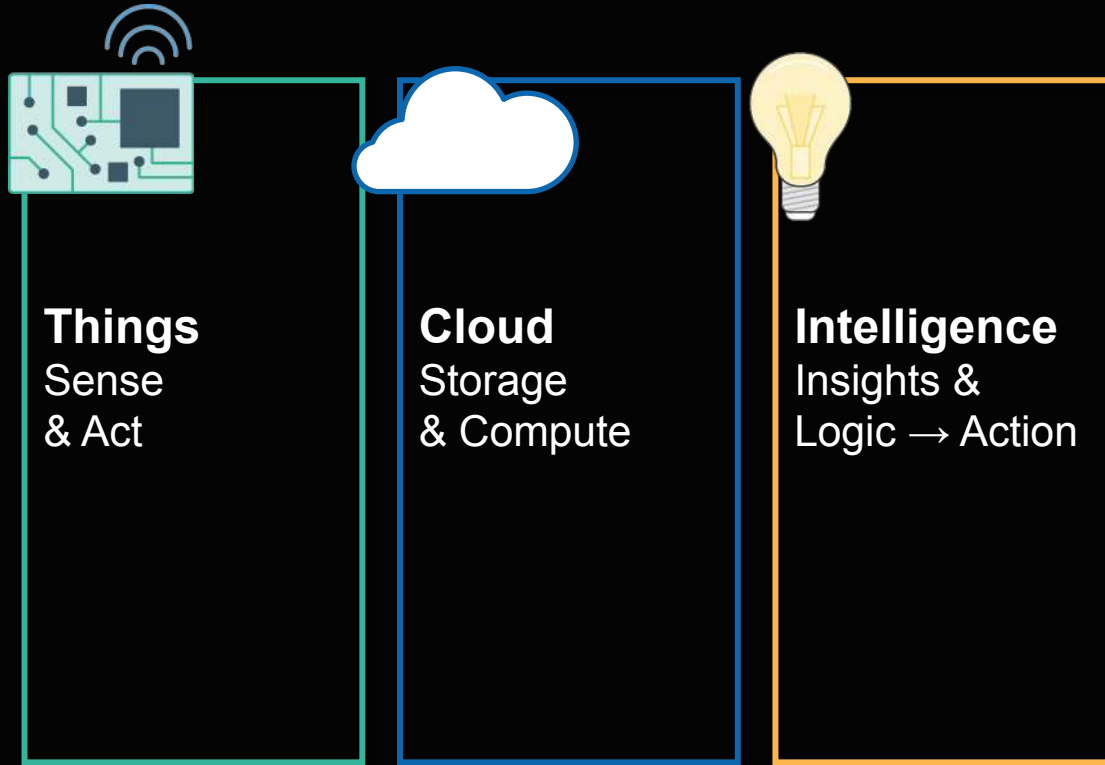 Things
Sense
& Act
Cloud
Storage
& Compute
Intelligence
Insights &
Logic → Action